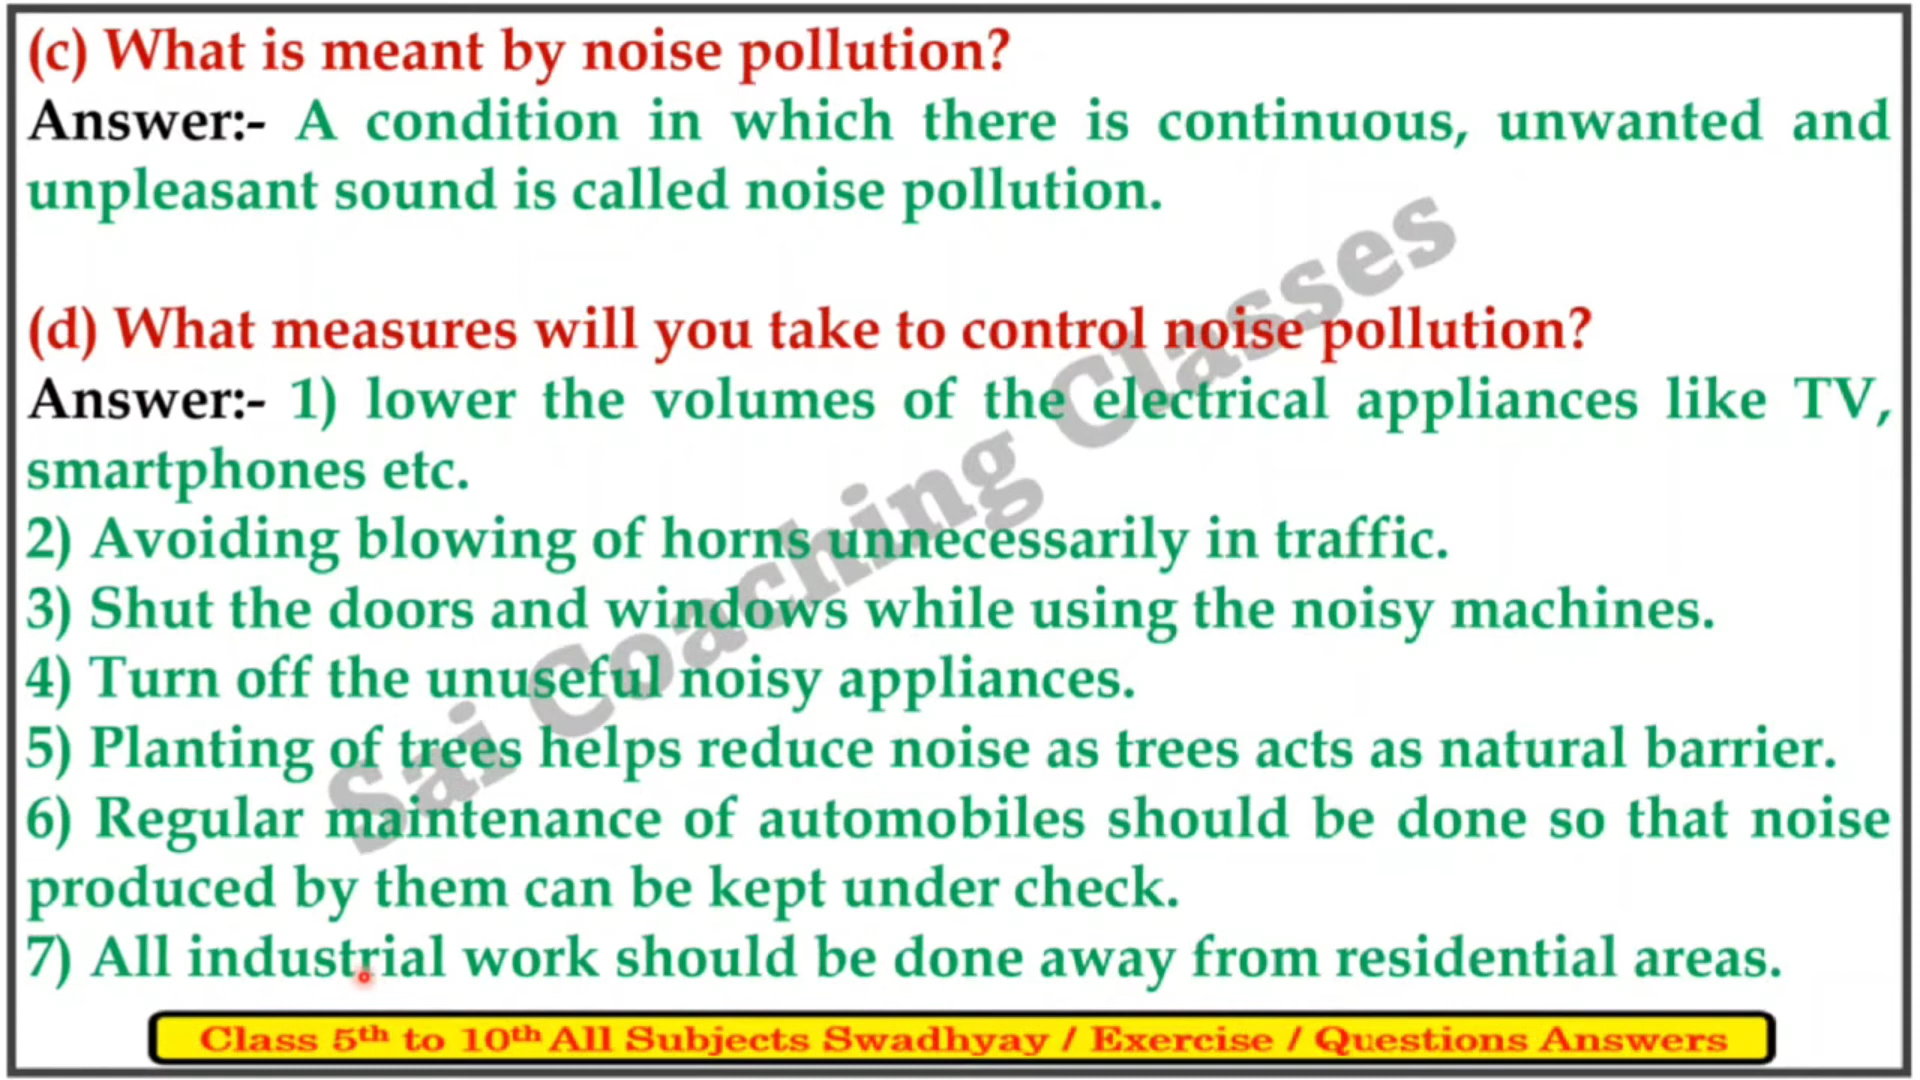 (c) What is meant by noise pollution?
Answer:- A condition in which there is continuous, unwanted and
unpleasant sound is called noise pollution.
(d) What measures will you take to control noise pollution?
Answer:- 1) lower the volumes of the electrical appliances like TV,
smartphones etc.
2) Avoiding blowing of horns unnecessarily in traffic.
3) Shut the doors and windows while using the noisy machines.
4) Turn off the unuseful noisy appliances.
5) Planting of trees helps reduce noise as trees acts as natural barrier.
6) Regular maintenance of automobiles should be done so that noise
produced by them can be kept under check.
7) All industrial work should be done away from residential areas.
Sai Coaching Classes
Class 5th to 10th All Subjects Swadhyay / Exercise / Questions Answers